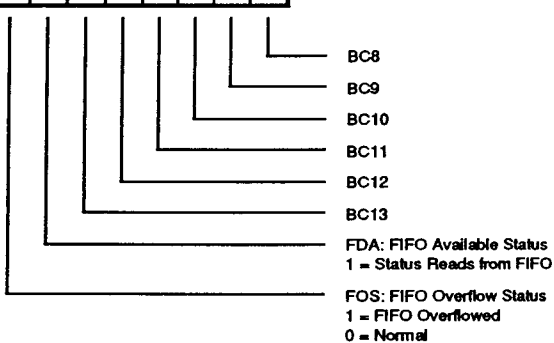 BC8
BC9
BC10
BC11
BC12
BC13
FDA: FIFO Available Status
1 = Status Reads from FIFO
FOS: FIFO Overflow Status
1 = FIFO Overflowed
0 = Normal